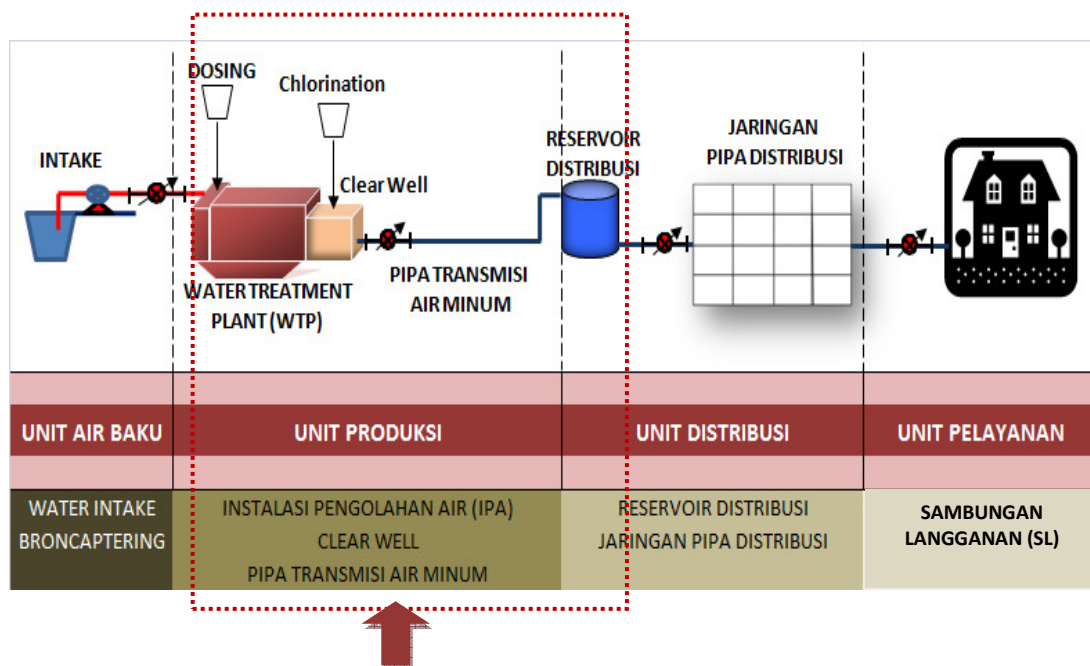 DOSING
Chlorination
INTAKE
Clear Well
RESERVOIR
DISTRIBUSI
JARINGAN
PIPA DISTRIBUSI
WATER TREATMENT
PLANT (WTP)
PIPA TRANSMISI
AIR MINUM
UNIT AIR BAKU
UNIT PRODUKSI
UNIT DISTRIBUSI
UNIT PELAYANAN
WATER INTAKE
BRONCAPTERING
INSTALASI PENGOLAHAN AIR (IPA)
CLEAR WELL
PIPA TRANSMISI AIR MINUM
RESERVOIR DISTRIBUSI
JARINGAN PIPA DISTRIBUSI
SAMBUNGAN
LANGGANAN (SL)